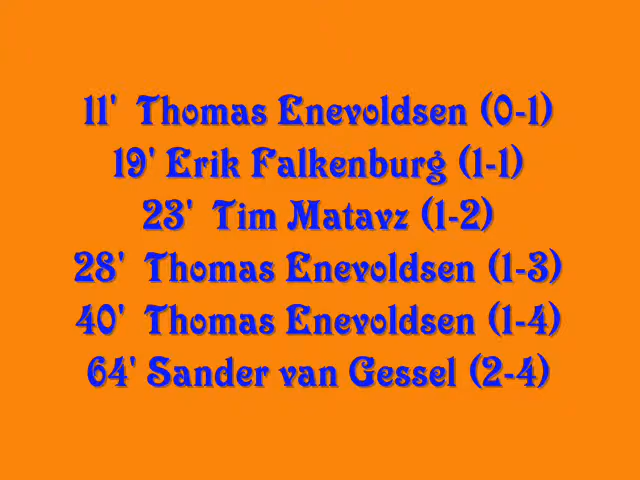 11' Thomas Enevoldsen (0-1)
19' Erik Falkenburg (1-1)
23' Tim Matavz (1-2)
28' Thomas Enevoldsen (1-3)
40' Thomas Enevoldsen (1-4)
64' Sander van Gessel (2-4)